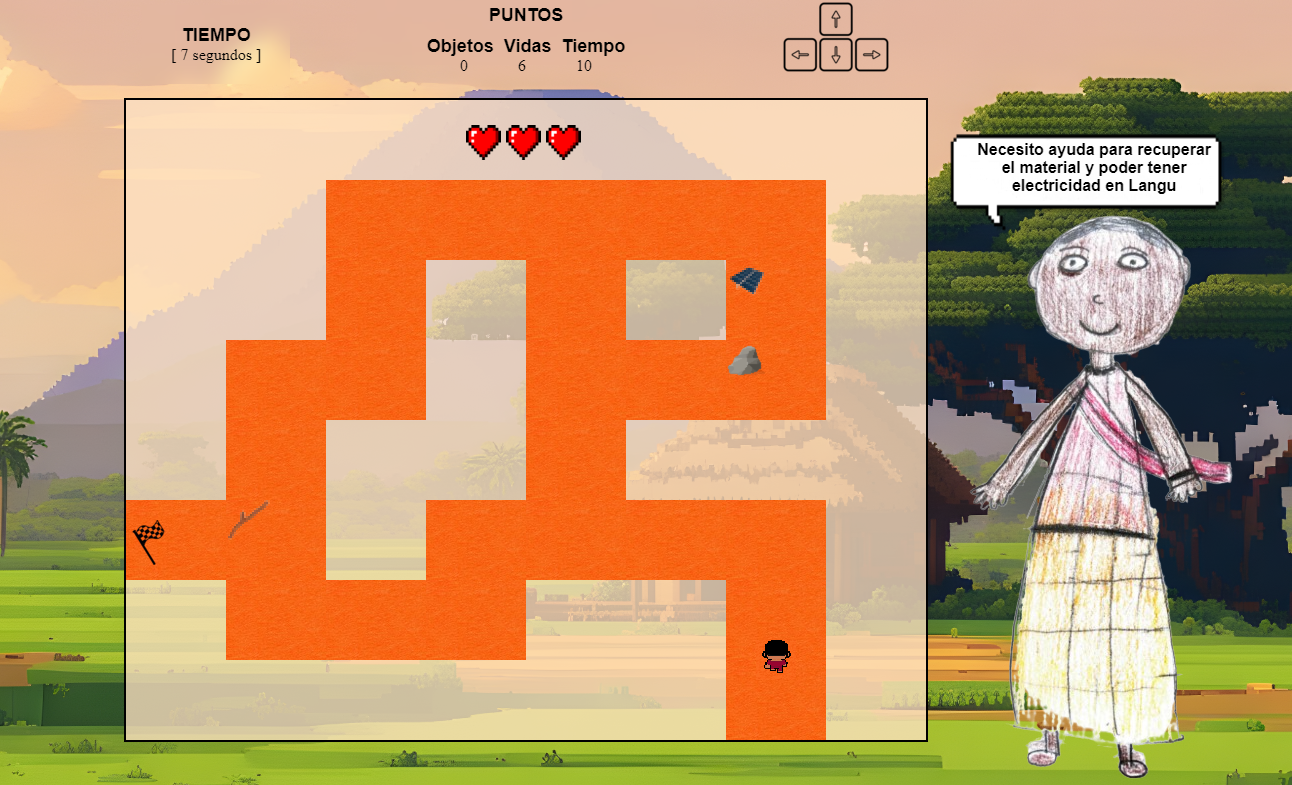 TIEMPO
[ 7 segundos ]
PUNTOS
Objetos Vidas Tiempo
0 6 10
Necesito ayuda para recuperar
el material y poder tener
electricidad en Langu